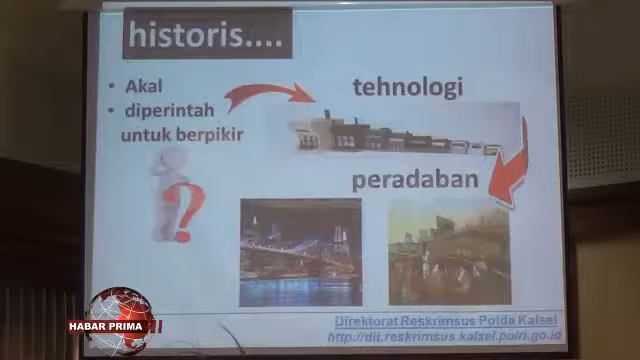 historis....
• Akal
• diperintah
untuk berpikir
tehnologi
peradaban
Direktorat Reskrimsus Polda Kalsel
http://dit.reskrimsus kalsel.polri.go.id
HABAR PRIMA